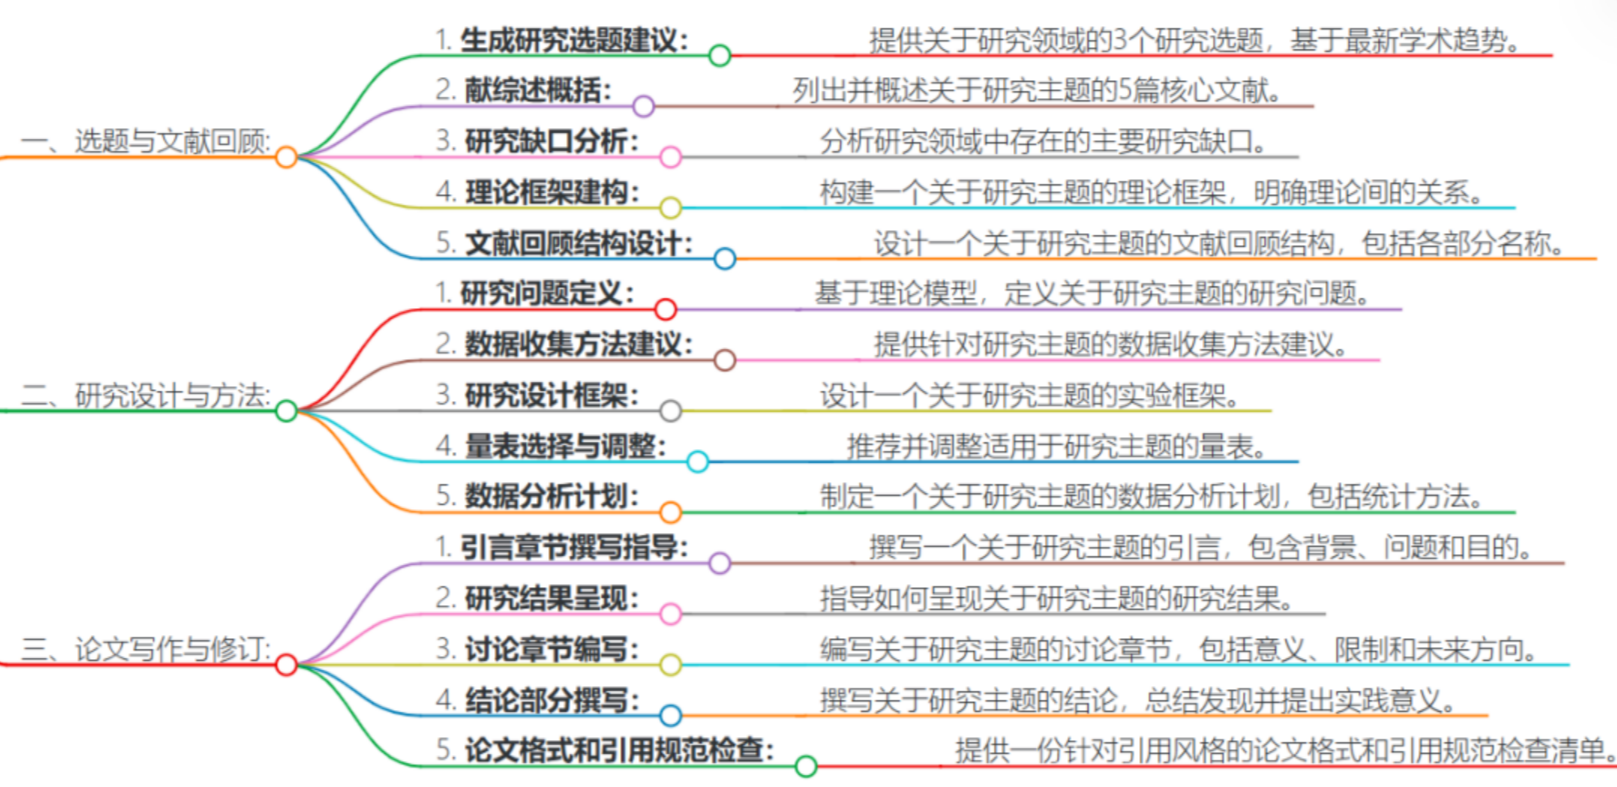 一、选题与文献回顾:
1. 生成研究选题建议： 提供关于研究领域的3个研究选题，基于最新学术趋势。
2. 献综述概括： 列出并概述关于研究主题的5篇核心文献。
3. 研究缺口分析： 分析研究领域中存在的主要研究缺口。
4. 理论框架建构： 构建一个关于研究主题的理论框架，明确理论间的关系。
5. 文献回顾结构设计： 设计一个关于研究主题的文献回顾结构，包括各部分名称。
二、研究设计与方法:
1. 研究问题定义： 基于理论模型，定义关于研究主题的研究问题。
2. 数据收集方法建议： 提供针对研究主题的数据收集方法建议。
3. 研究设计框架： 设计一个关于研究主题的实验框架。
4. 量表选择与调整： 推荐并调整适用于研究主题的量表。
5. 数据分析计划： 制定一个关于研究主题的数据分析计划，包括统计方法。
三、论文写作与修订:
1. 引言章节撰写指导： 撰写一个关于研究主题的引言，包含背景、问题和目的。
2. 研究结果呈现： 指导如何呈现关于研究主题的研究结果。
3. 讨论章节编写： 编写关于研究主题的讨论章节，包括意义、限制和未来方向。
4. 结论部分撰写： 撰写关于研究主题的结论，总结发现并提出实践意义。
5. 论文格式和引用规范检查： 提供一份针对引用风格的论文格式和引用规范检查清单。